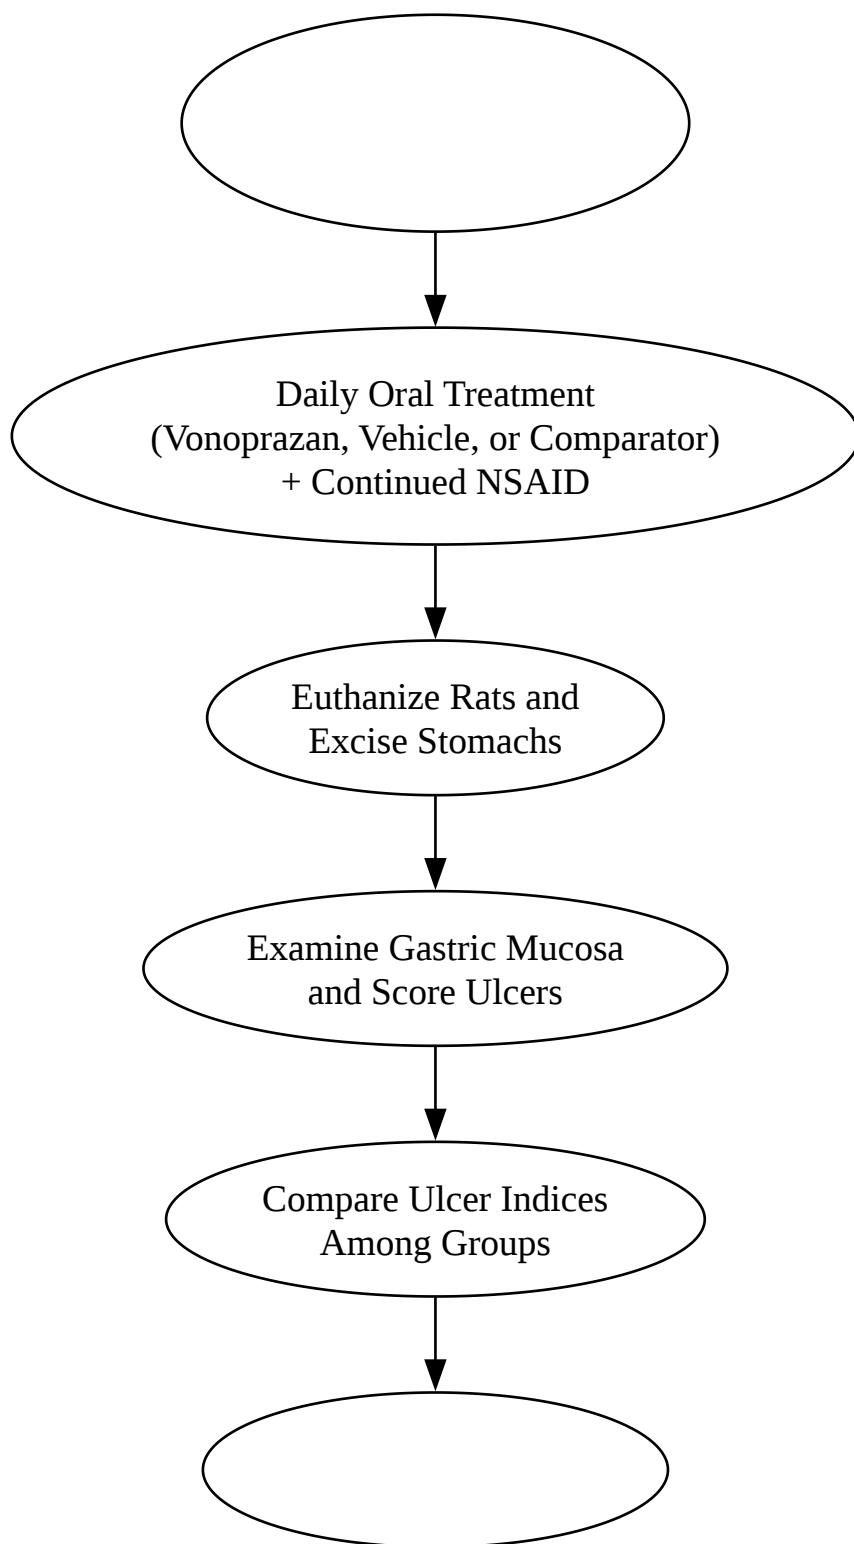 Daily Oral Treatment
(Vonoprazan, Vehicle, or Comparator)
+ Continued NSAID
Euthanize Rats and
Excise Stomachs
Examine Gastric Mucosa
and Score Ulcers
Compare Ulcer Indices
Among Groups